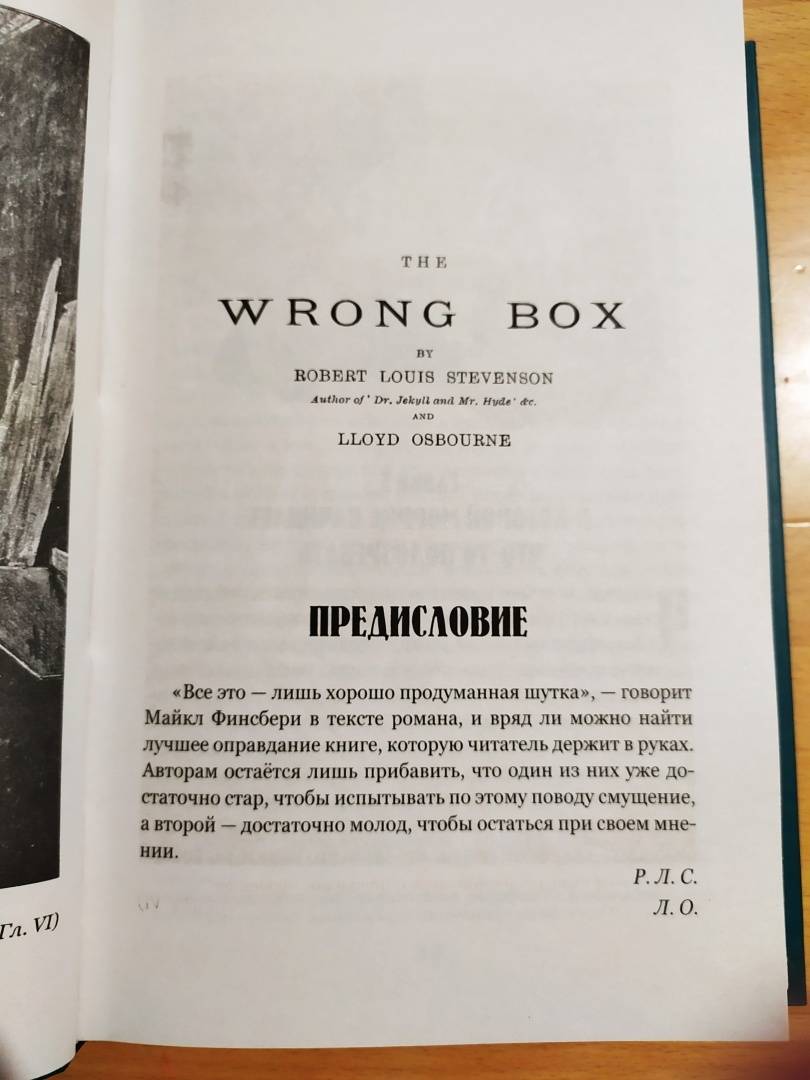 THE
WRONG BOX
BY
ROBERT LOUIS STEVENSON
Author of ' Dr. Jekyll and Mr. Hyde ' &c.
AND
LLOYD OSBOURNE
ПРЕДИСЛОВИЕ
«Все это — лишь хорошо продуманная шутка», — говорит
Майкл Финсбери в тексте романа, и вряд ли можно найти
лучшее оправдание книге, которую читатель держит в руках.
Авторам остаётся лишь прибавить, что один из них уже до-
статочно стар, чтобы испытывать по этому поводу смущение,
а второй — достаточно молод, чтобы остаться при своем мне-
нии.
Р. Л. С.
Л. О.
Гл. VI)